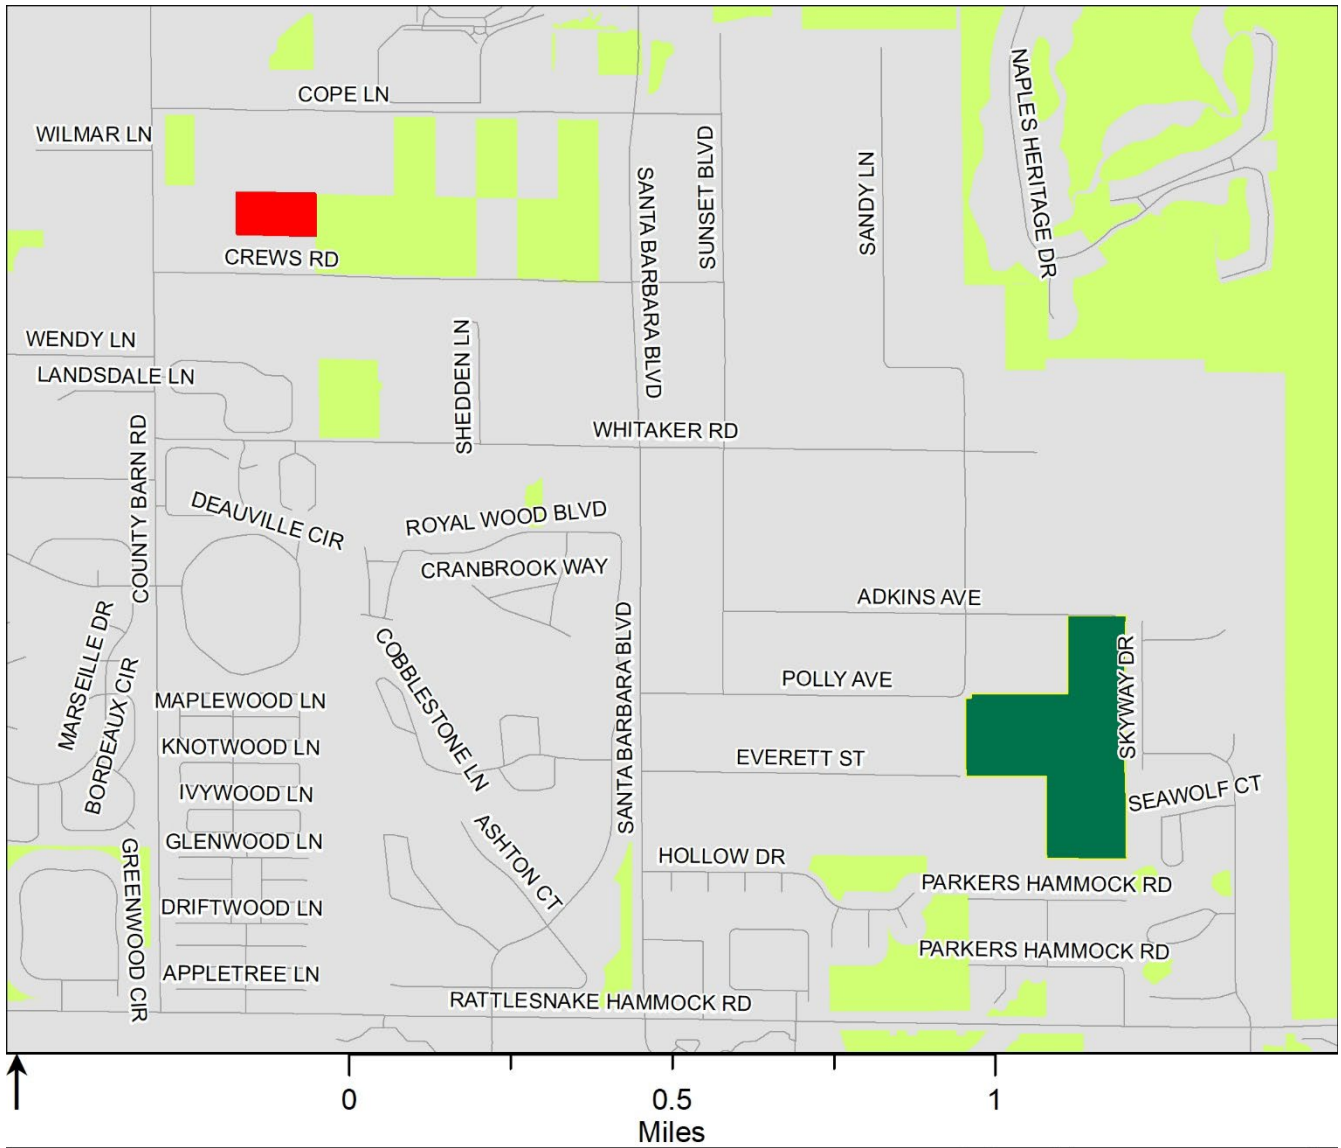 COPE LN
WILMAR LN
NAPLES HERITAGE DR
SUNSET BLVD
SANDY LN
SANTA BARBARA BLVD
CREWS RD
WENDY LN
LANDSDALE LN
SHEDDEN LN
WHITAKER RD
COUNTY BARN RD
DEAUVILLE CIR
ROYAL WOOD BLVD
CRANBROOK WAY
ADKINS AVE
MARSEILLE DR
BORDEAUX CIR
COBBLESTONE LN
SANTA BARBARA BLVD
POLLY AVE
SKYWAY DR
MAPLEWOOD LN
KNOTWOOD LN
EVERETT ST
IVYWOOD LN
SEAWOLF CT
GLENWOOD LN
ASHTON CT
HOLLOW DR
GREENWOOD CIR
PARKERS HAMMOCK RD
DRIFTWOOD LN
PARKERS HAMMOCK RD
APPLETREE LN
RATTLESNAKE HAMMOCK RD
0 0.5 1
Miles